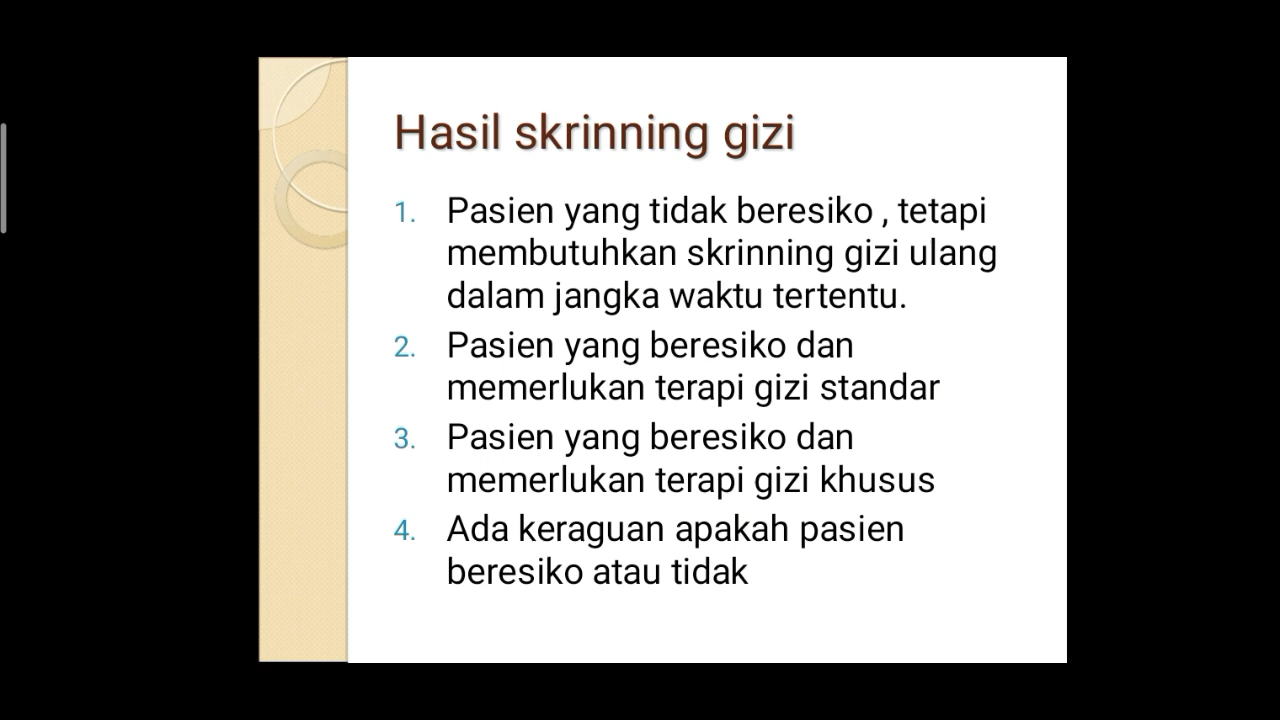 Hasil skrinning gizi
1. Pasien yang tidak beresiko , tetapi
membutuhkan skrinning gizi ulang
dalam jangka waktu tertentu.
2. Pasien yang beresiko dan
memerlukan terapi gizi standar
3. Pasien yang beresiko dan
memerlukan terapi gizi khusus
4. Ada keraguan apakah pasien
beresiko atau tidak